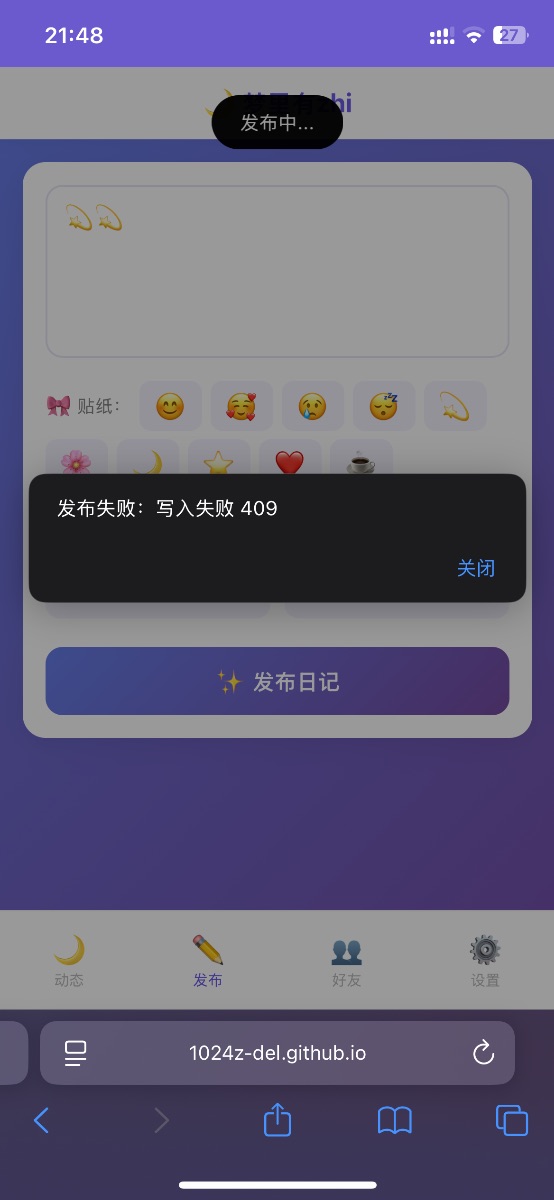 21:48
27
发布中...
hi
💫💫
🎀 贴纸：
发布失败：写入失败 409
关闭
✨ 发布日记
动态
发布
好友
设置
1024z-del.github.io